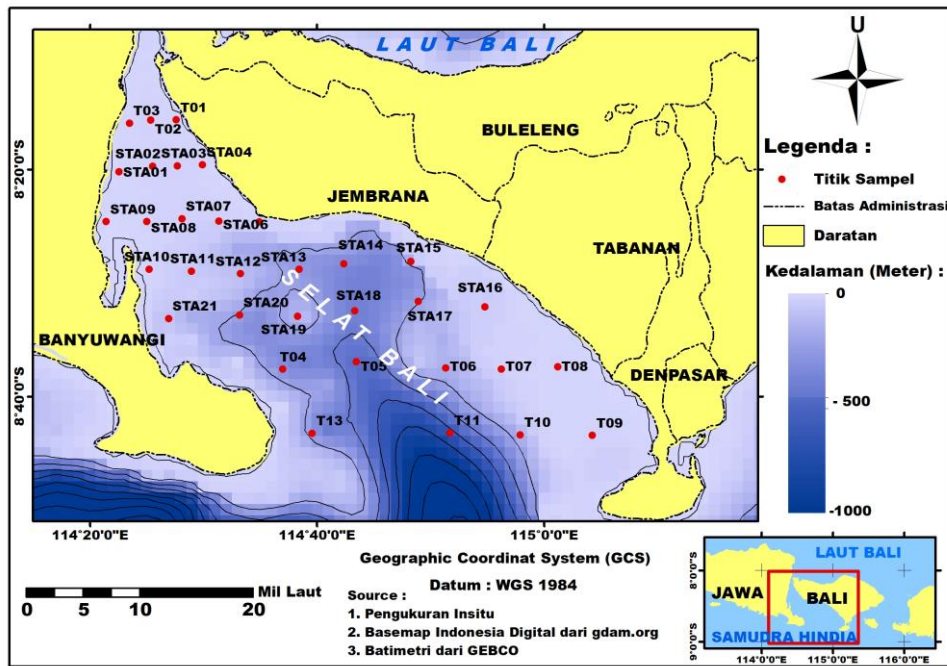 LAUT BALI
U
T03
T01
T02
BULELENG
Legenda :
STA02
STA03
STA04
8°20'0"S
STA01
JEMBRANA
Titik Sampel
STA09
STA07
Batas Administrasi
STA08
STA06
TABANAN
Daratan
STA14
STA15
STA10
STA11
STA12
STA13
Kedalaman (Meter) :
0
STA16
STA21
STA20
STA18
STA17
STA19
SELAT BALI
BANYUWANGI
T04
T05
T06
T07
T08
DENPASAR
8°40'0"S
- 500
T13
T11
T10
T09
-1000
114°20'0"E
114°40'0"E
115°0'0"E
Geographic Coordinat System (GCS)
Datum : WGS 1984
Mil Laut
0 5 10 20
Source :
1. Pengukuran Insitu
2. Basemap Indonesia Digital dari gdam.org
3. Batimetri dari GEBCO
LAUT BALI
8°0'0"S
JAWA
BALI
SAMUDRA HINDIA
9°0'0"S
114°0'0"E
115°0'0"E
116°0'0"E